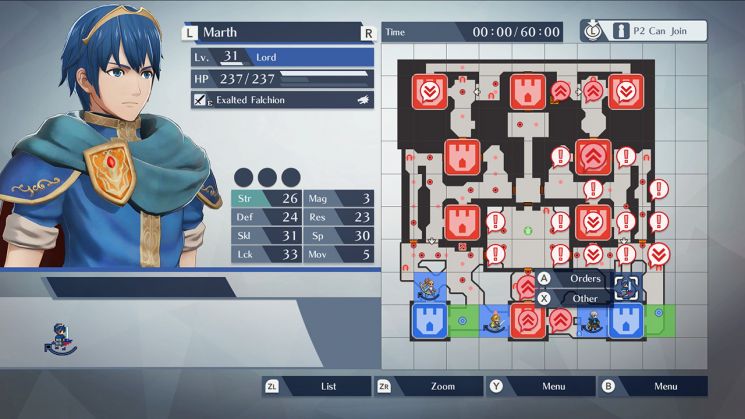 L Marth R
Lv. 31 Lord
HP 237/237
E Exalted Falchion
Str 26 Mag 3
Def 24 Res 23
Skl 31 Sp 30
Lck 33 Mov 5
Time 00:00/60:00
L P2 Can Join
A Orders
X Other
ZL List
ZR Zoom
Y Menu
B Menu